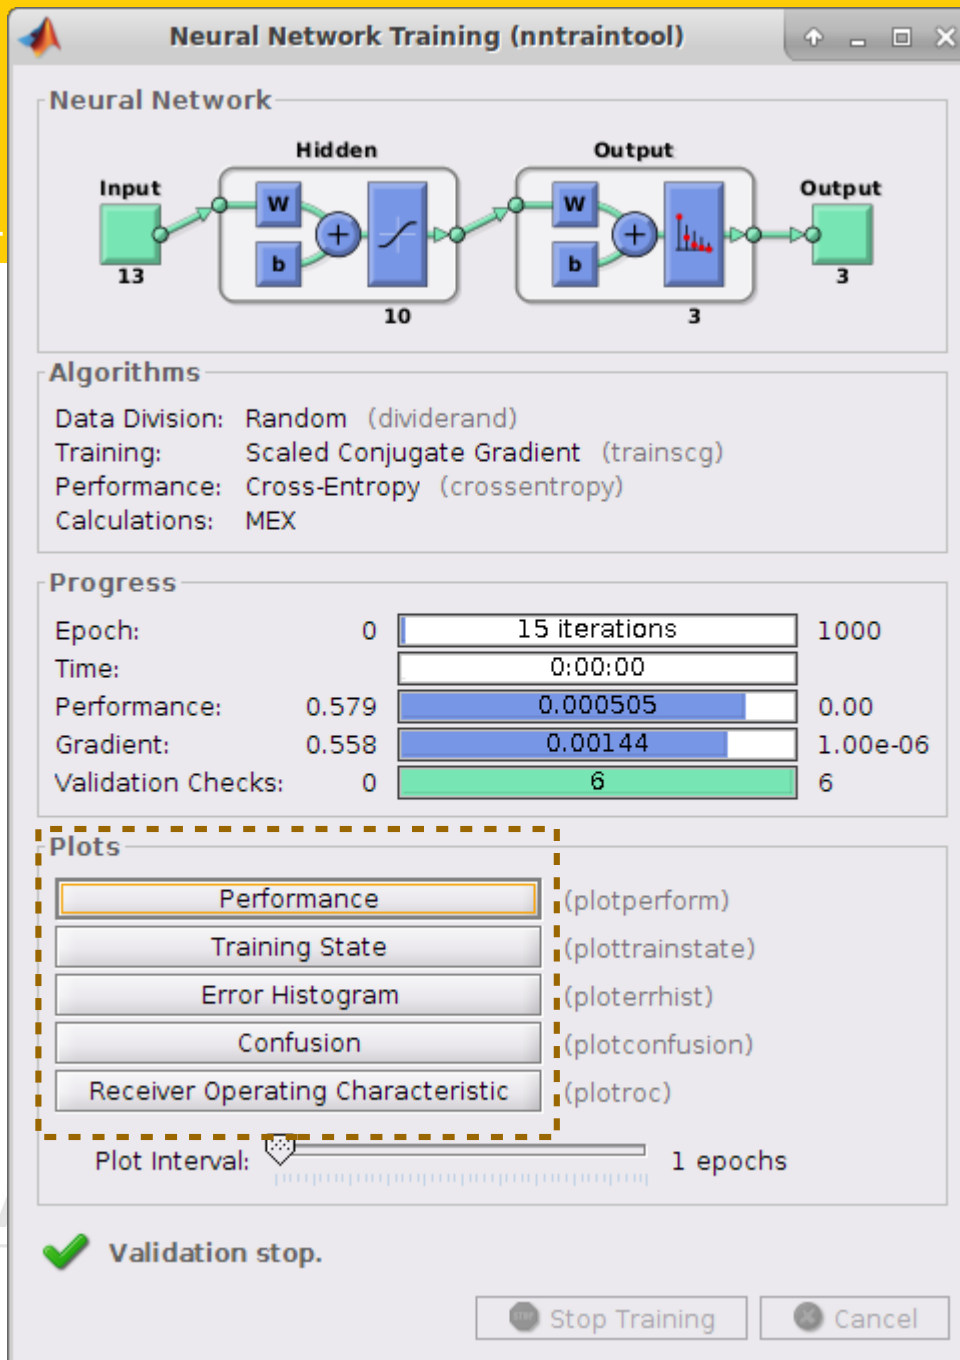 Neural Network Training (nntraintool)
Neural Network
Hidden
Output
Input
Output
W
b
+
W
b
+
13
10
3
3
Algorithms
Data Division: Random (dividerand)
Training: Scaled Conjugate Gradient (trainscg)
Performance: Cross-Entropy (crossentropy)
Calculations: MEX
Progress
Epoch: 0 15 iterations 1000
Time: 0:00:00
Performance: 0.579 0.000505 0.00
Gradient: 0.558 0.00144 1.00e-06
Validation Checks: 0 6 6
Plots
Performance (plotperform)
Training State (plottrainstate)
Error Histogram (ploterrhist)
Confusion (plotconfusion)
Receiver Operating Characteristic (plotroc)
Plot Interval: 1 epochs
Validation stop.
STOP Stop Training Cancel